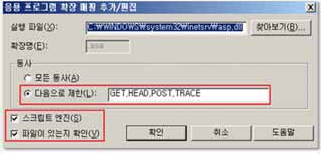 응용 프로그램 확장 매핑 추가/편집
실행 파일(X): C:₩WINDOWS₩system32₩inetsrv₩asp.dll 찾아보기(B)...
확장명(E): .asa
동사
모든 동사(A)
다음으로 제한(L): GET,HEAD,POST,TRACE
스크립트 엔진(S)
파일이 있는지 확인(V)
확인 취소 도움말